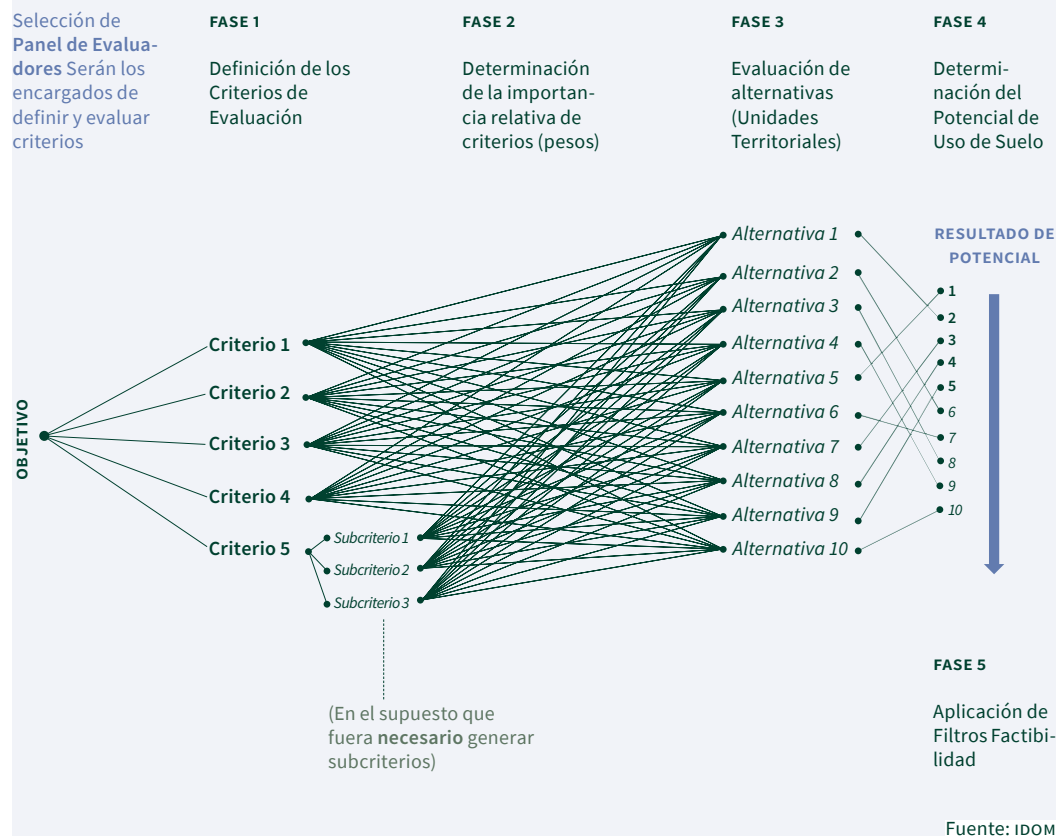 Selección de
Panel de Evalua-
dores Serán los
encargados de
definir y evaluar
criterios
FASE 1
Definición de los
Criterios de
Evaluación
FASE 2
Determinación
de la importan-
cia relativa de
criterios (pesos)
FASE 3
Evaluación de
alternativas
(Unidades
Territoriales)
FASE 4
Determi-
nación del
Potencial de
Uso de Suelo
OBJETIVO
Criterio 1
Criterio 2
Criterio 3
Criterio 4
Criterio 5
Subcriterio 1
Subcriterio 2
Subcriterio 3
(En el supuesto que
fuera necesario generar
subcriterios)
Alternativa 1
Alternativa 2
Alternativa 3
Alternativa 4
Alternativa 5
Alternativa 6
Alternativa 7
Alternativa 8
Alternativa 9
Alternativa 10
RESULTADO DE
POTENCIAL
1
2
3
4
5
6
7
8
9
10
FASE 5
Aplicación de
Filtros Factibi-
lidad
Fuente: IDOM